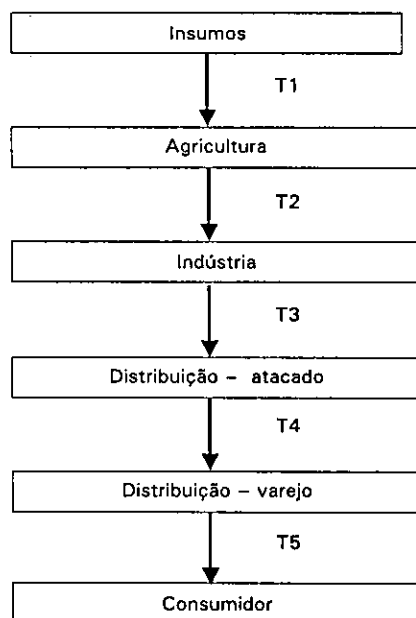 Insumos
T1
Agricultura
T2
Indústria
T3
Distribuição – atacado
T4
Distribuição – varejo
T5
Consumidor